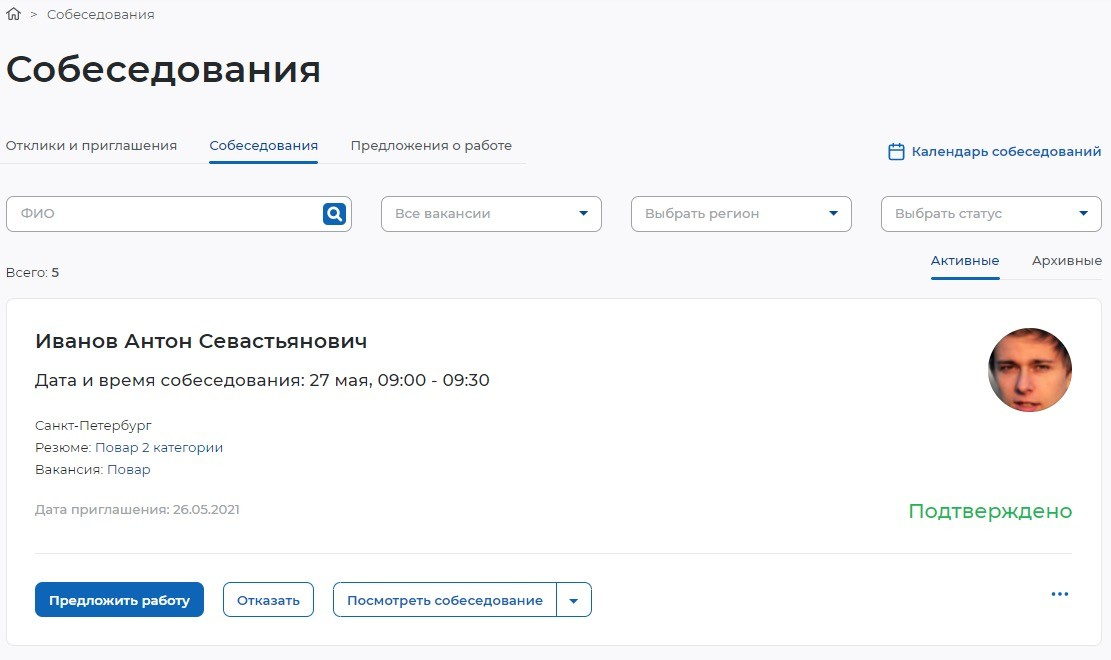 > Собеседования
Собеседования
Отклики и приглашения Собеседования Предложения о работе
Календарь собеседований
ФИО Все вакансии Выбрать регион Выбрать статус
Активные Архивные
Всего: 5
Иванов Антон Севастьянович
Дата и время собеседования: 27 мая, 09:00 - 09:30
Санкт-Петербург
Резюме: Повар 2 категории
Вакансия: Повар
Дата приглашения: 26.05.2021
Подтверждено
Предложить работу Отказать Посмотреть собеседование